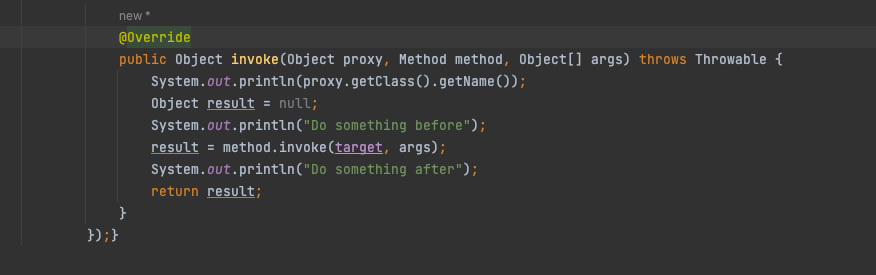 new *
@Override
public Object invoke(Object proxy, Method method, Object[] args) throws Throwable {
System.out.println(proxy.getClass().getName());
Object result = null;
System.out.println("Do something before");
result = method.invoke(target, args);
System.out.println("Do something after");
return result;
}
});}